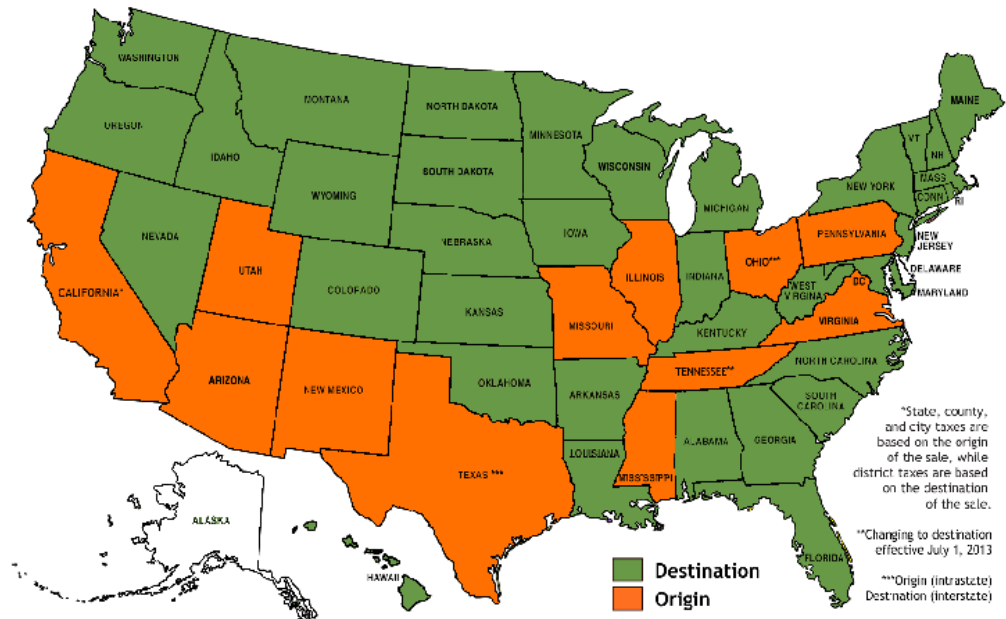 WASHINGTON
MONTANA
NORTH DAKOTA
MINNESOTA
MAINE
OREGON
IDAHO
SOUTH DAKOTA
WISCONSIN
VT
NH
WYOMING
MICHIGAN
NEW YORK
MASS
CONN
RI
NEVADA
UTAH
NEBRASKA
IOWA
PENNSYLVANIA
NEW
JERSEY
CALIFORNIA*
COLORADO
KANSAS
MISSOURI
ILLINOIS
INDIANA
OHIO***
WEST
VIRGINIA
DC
DELAWARE
MARYLAND
VIRGINIA
KENTUCKY
ARIZONA
NEW MEXICO
OKLAHOMA
ARKANSAS
TENNESSEE**
NORTH CAROLINA
SOUTH
CAROLINA
TEXAS ***
LOUISIANA
MISSISSIPPI
ALABAMA
GEORGIA
FLORIDA
ALASKA
HAWAII
*State, county,
and city taxes are
based on the origin
of the sale, while
district taxes are based
on the destination
of the sale.
**Changing to destination
effective July 1, 2013
***Origin (intrastate)
Destination (interstate)
Destination
Origin